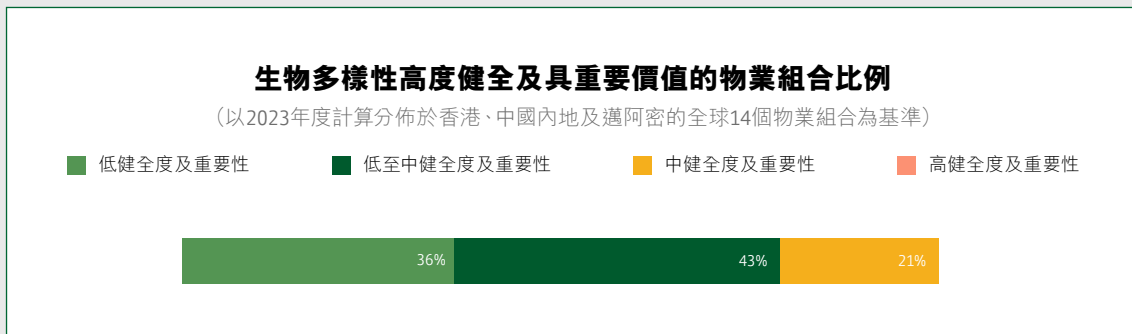 生物多樣性高度健全及具重要價值的物業組合比例
（以2023年度計算分佈於香港、中國內地及邁阿密的全球14個物業組合為基準）
低健全度及重要性 低至中健全度及重要性 中健全度及重要性 高健全度及重要性
36% 43% 21%